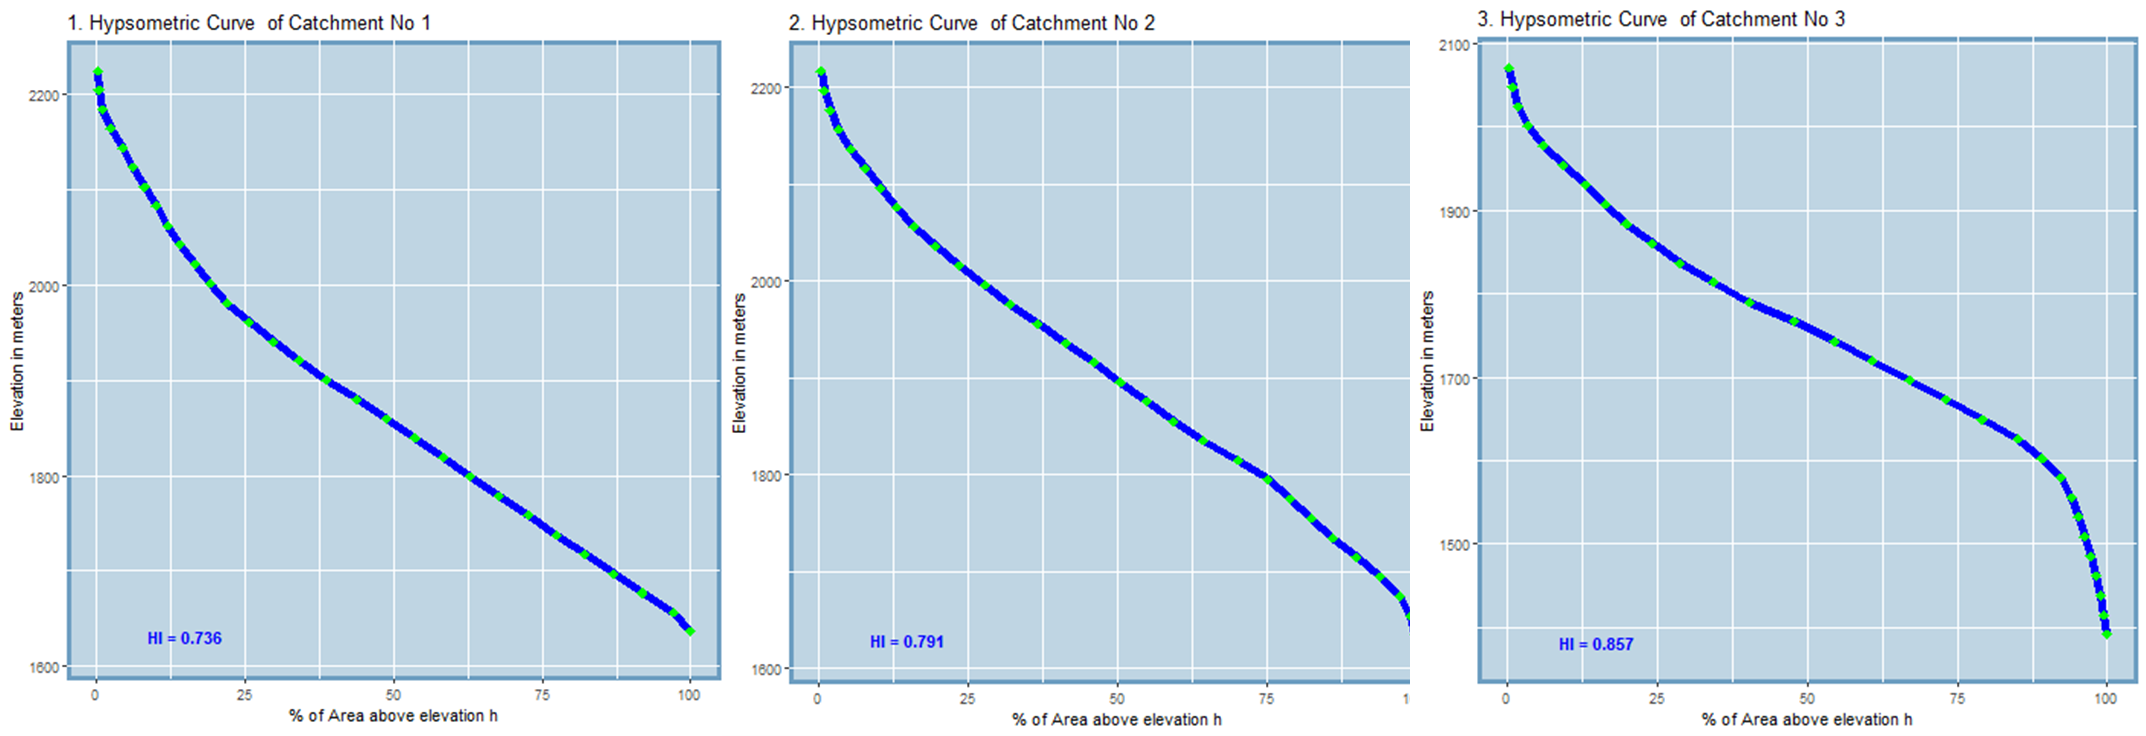 1. Hypsometric Curve of Catchment No 1
2200
2000
1800
1600
Elevation in meters
HI = 0.736
0 25 50 75 100
% of Area above elevation h
2. Hypsometric Curve of Catchment No 2
2200
2000
1800
1600
Elevation in meters
HI = 0.791
0 25 50 75 1
% of Area above elevation h
3. Hypsometric Curve of Catchment No 3
2100
1900
1700
1500
Elevation in meters
HI = 0.857
0 25 50 75 100
% of Area above elevation h